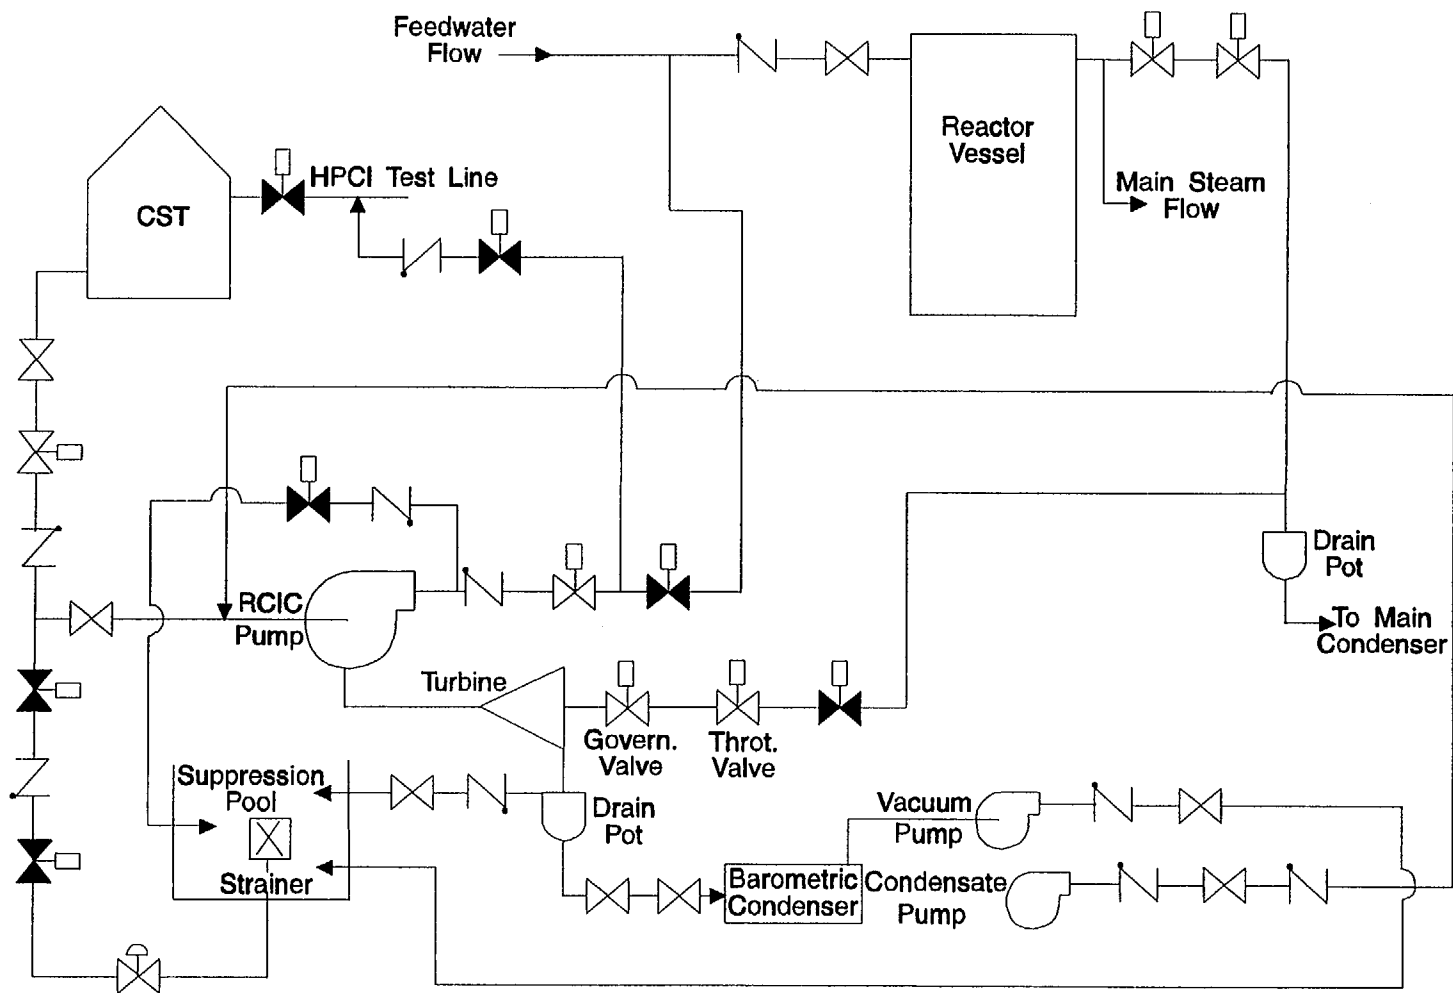 Feedwater
Flow
Reactor
Vessel
HPCI Test Line
Main Steam
Flow
CST
Drain
Pot
RCIC
Pump
To Main
Condenser
Turbine
Govern.
Valve
Throt.
Valve
Suppression
Pool
Strainer
Drain
Pot
Vacuum
Pump
Barometric
Condenser
Condensate
Pump